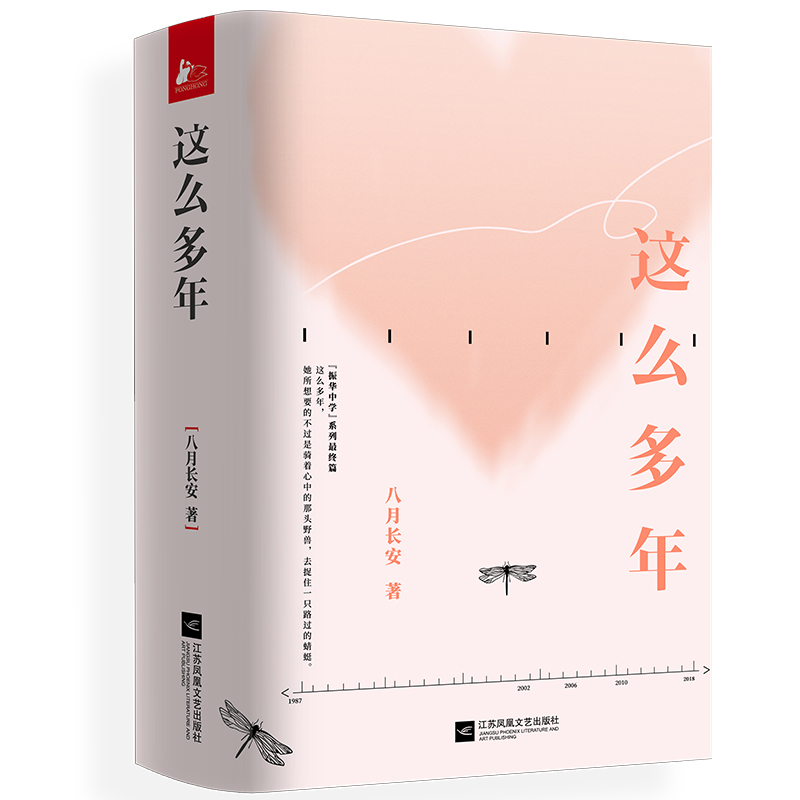 FONGHONG
这么多年
[八月长安 著]
江苏凤凰文艺出版社
JIANGSU PHOENIX LITERATURE AND
ART PUBLISHING
这么多年
『振华中学』系列最终篇
这么多年，
她所想要的不过是骑着心中的那头野兽，去捉住一只路过的蜻蜓。
八月长安 著
1987
2002
2006
2010
2018
江苏凤凰文艺出版社
JIANGSU PHOENIX LITERATURE AND
ART PUBLISHING